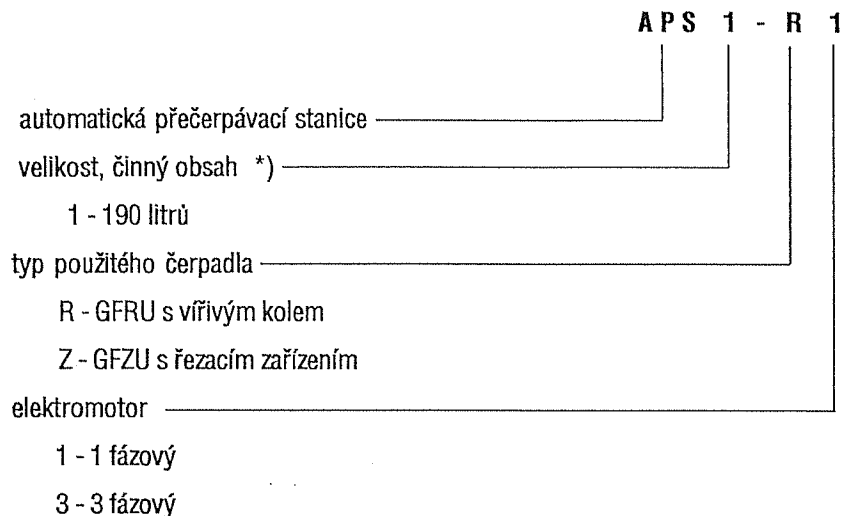 APS 1 - R 1
automatická přečerpávací stanice
velikost, činný obsah *)
1 - 190 litrů
typ použitého čerpadla
R - GFRU s vířivým kolem
Z - GFZU s řezacím zařízením
elektromotor
1 - 1 fázový
3 - 3 fázový